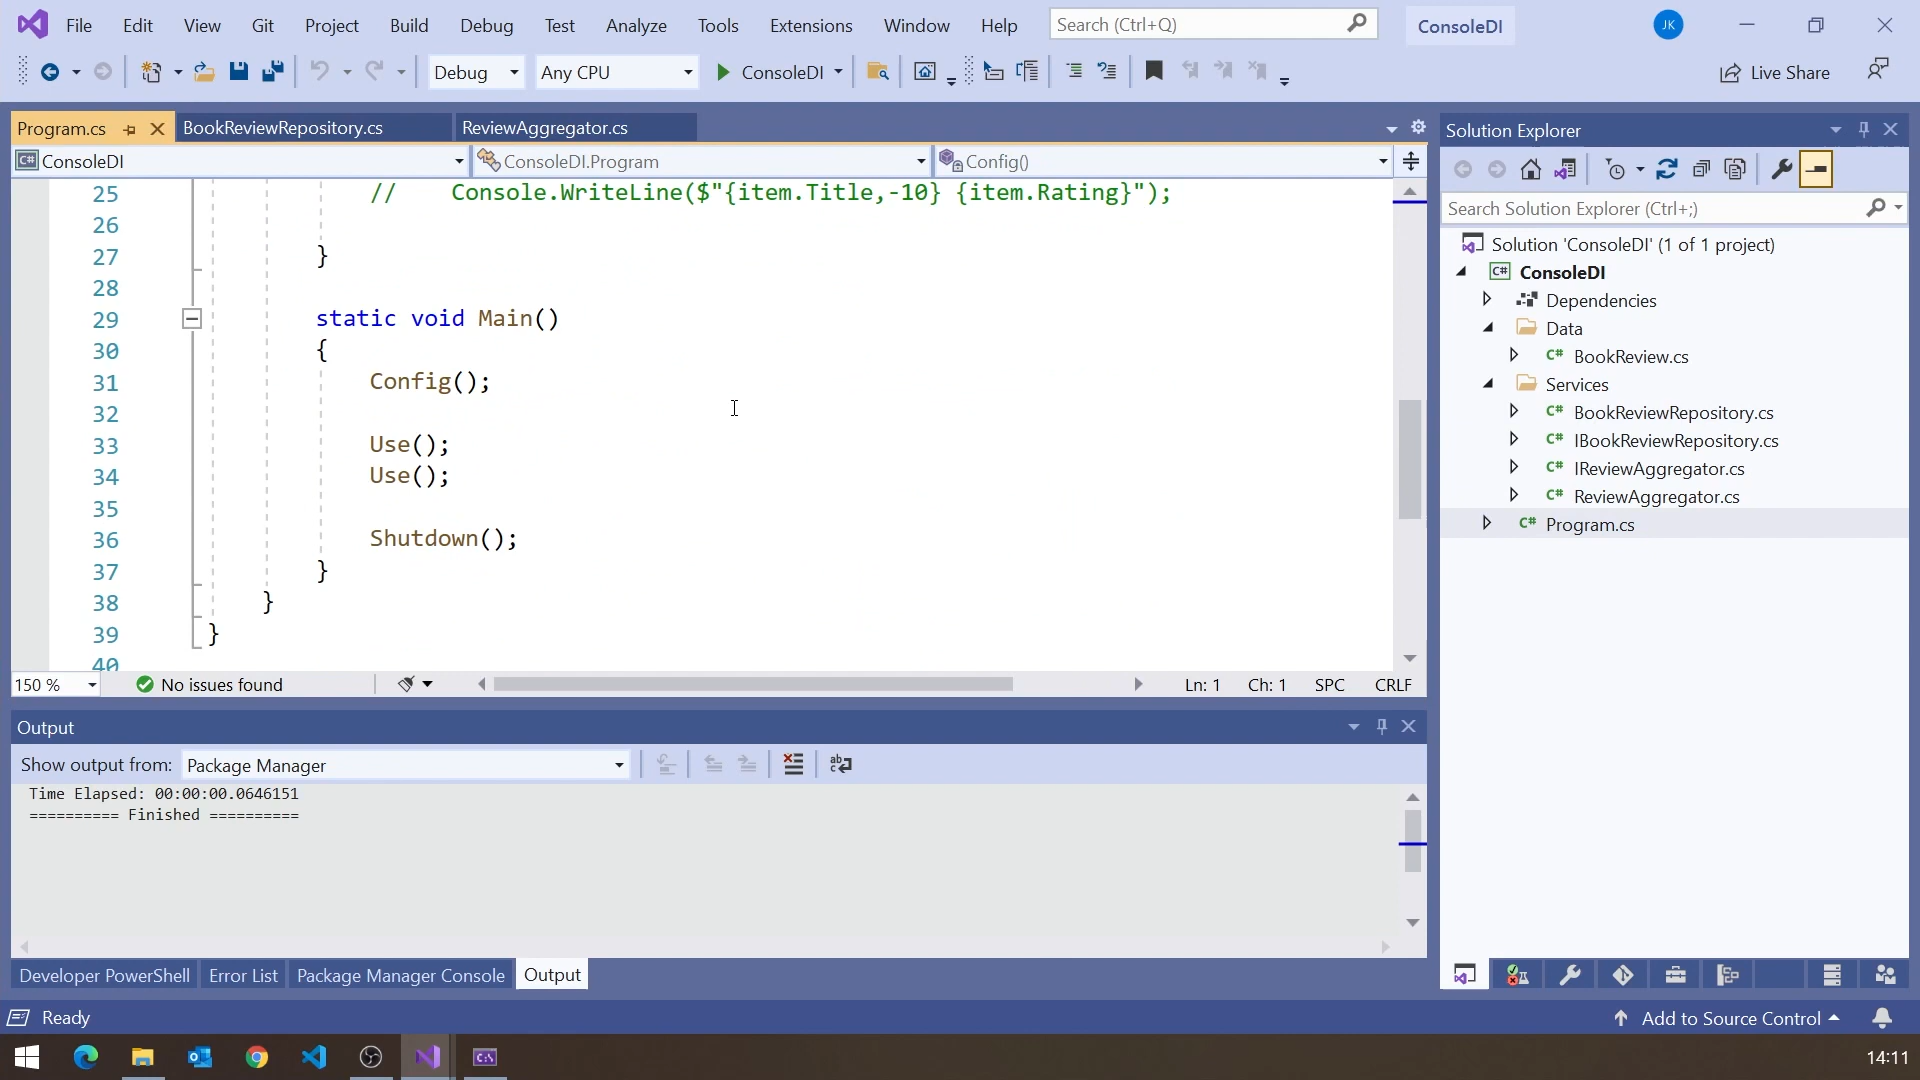 File Edit View Git Project Build Debug Test Analyze Tools Extensions Window Help Search (Ctrl+Q) ConsoleDI JK
Debug Any CPU ConsoleDI Live Share
Program.cs BookReviewRepository.cs ReviewAggregator.cs
C# ConsoleDI ConsoleDI.Program Config()
25 // Console.WriteLine($"{item.Title,-10} {item.Rating}");
26
27 }
28
29 static void Main()
30 {
31 Config();
32
33 Use();
34 Use();
35
36 Shutdown();
37 }
38 }
39 }
40
150 % No issues found Ln: 1 Ch: 1 SPC CRLF
Output
Show output from: Package Manager
Time Elapsed: 00:00:00.0646151
========== Finished ==========
Developer PowerShell Error List Package Manager Console Output
Solution Explorer
Search Solution Explorer (Ctrl+;)
Solution 'ConsoleDI' (1 of 1 project)
C# ConsoleDI
Dependencies
Data
C# BookReview.cs
Services
C# BookReviewRepository.cs
C# IBookReviewRepository.cs
C# IReviewAggregator.cs
C# ReviewAggregator.cs
C# Program.cs
Ready Add to Source Control
14:11